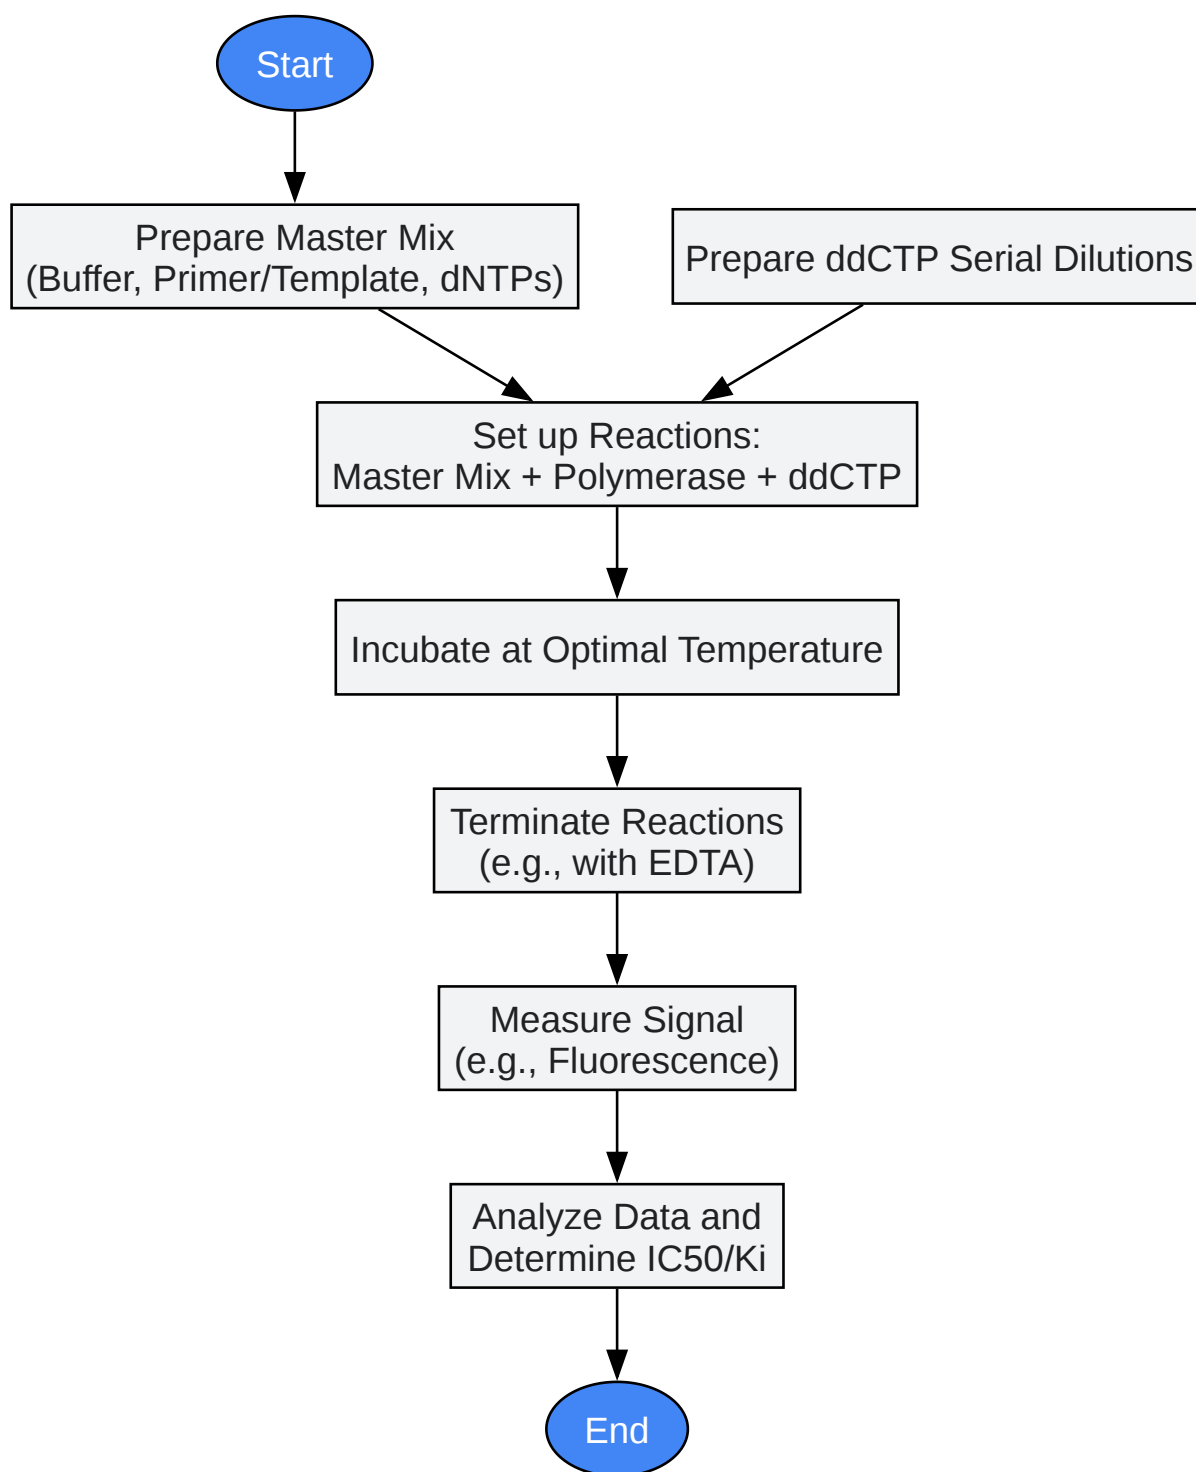 Start
Prepare Master Mix
(Buffer, Primer/Template, dNTPs)
Prepare ddCTP Serial Dilutions
Set up Reactions:
Master Mix + Polymerase + ddCTP
Incubate at Optimal Temperature
Terminate Reactions
(e.g., with EDTA)
Measure Signal
(e.g., Fluorescence)
Analyze Data and
Determine IC50/Ki
End